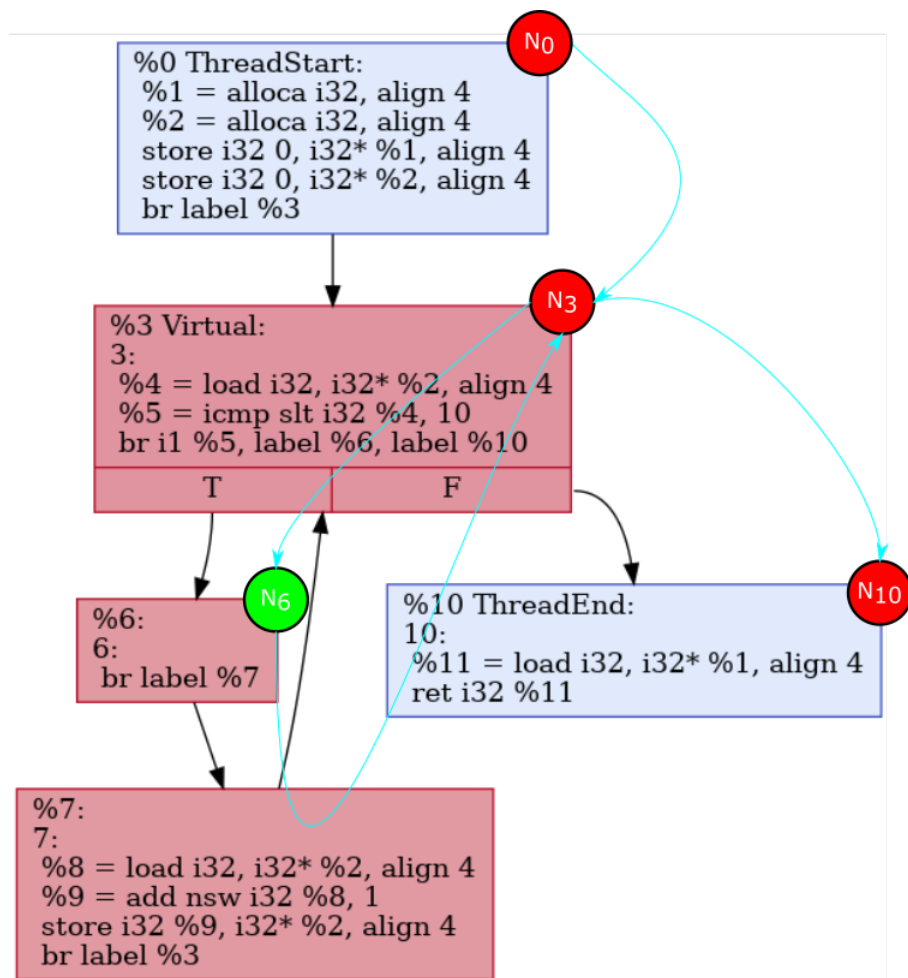 N0
%0 ThreadStart:
%1 = alloca i32, align 4
%2 = alloca i32, align 4
store i32 0, i32* %1, align 4
store i32 0, i32* %2, align 4
br label %3
N3
%3 Virtual:
3:
%4 = load i32, i32* %2, align 4
%5 = icmp slt i32 %4, 10
br i1 %5, label %6, label %10
T
F
N6
%6:
6:
br label %7
N10
%10 ThreadEnd:
10:
%11 = load i32, i32* %1, align 4
ret i32 %11
%7:
7:
%8 = load i32, i32* %2, align 4
%9 = add nsw i32 %8, 1
store i32 %9, i32* %2, align 4
br label %3